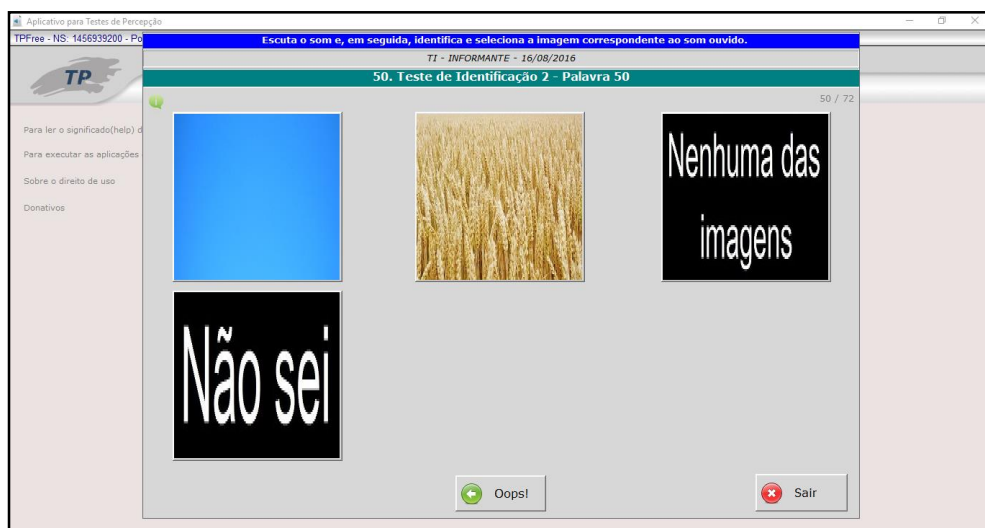 Aplicativo para Testes de Percepção
TPFree - NS: 1456939200 - Po
Escuta o som e, em seguida, identifica e seleciona a imagem correspondente ao som ouvido.
TI - INFORMANTE - 16/08/2016
TP
50. Teste de Identificação 2 - Palavra 50
50 / 72
Para ler o significado(help) d
Para executar as aplicações
Sobre o direito de uso
Donativos
Nenhuma das
imagens
Não sei
Oops!
Sair